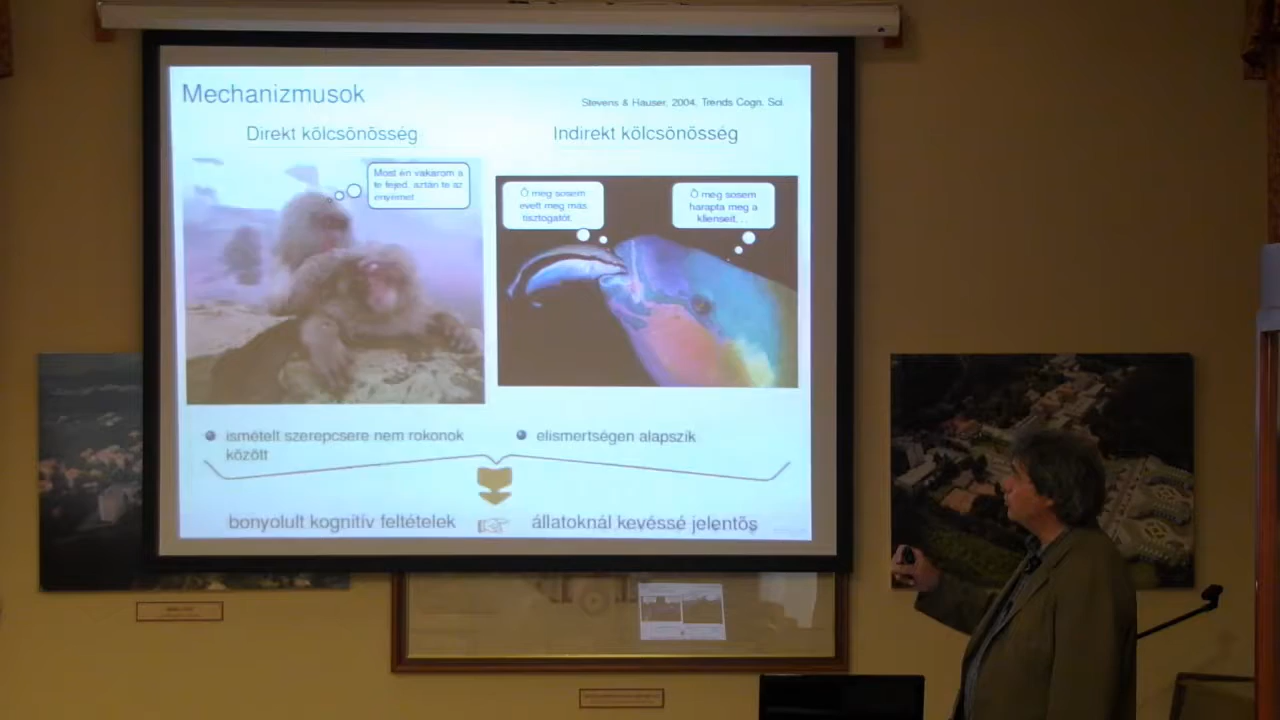 Mechanizmusok
Stevens & Hauser, 2004. Trends Cogn. Sci.
Direkt kölcsönösség
Indirekt kölcsönösség
Most én vakarom a
te fejed, aztán te az
enyémet
Ő még sosem
evett meg más
tisztogatót.
Ő még sosem
harapta meg a
klienseit, ..
ismételt szerepcsere nem rokonok
között
elismertségen alapszik
bonyolult kognitív feltételek
állatoknál kevéssé jelentős